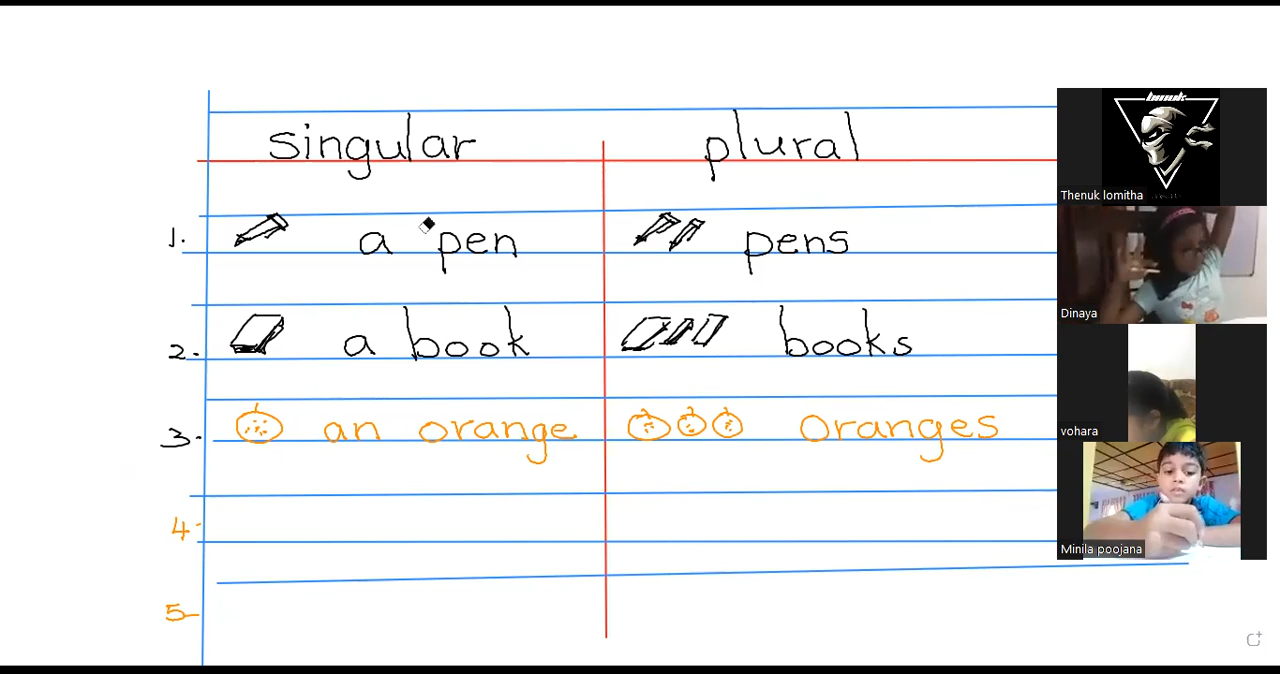 singular plural
1. a pen pens
2. a book books
3. an orange oranges
4.
5
Thenuk lomitha
Dinaya
vohara
Minila poojana